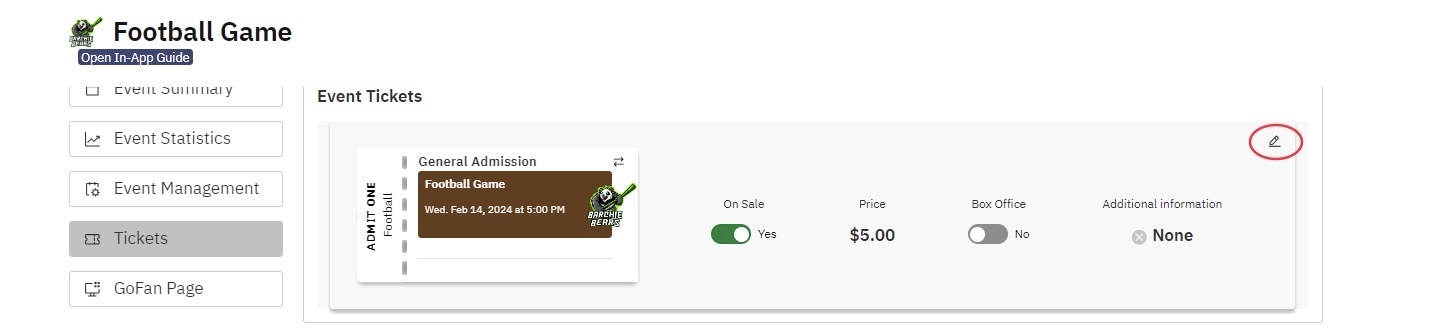 Football Game
Open In-App Guide
Event Summary
Event Statistics
Event Management
Tickets
GoFan Page
Event Tickets
ADMIT ONE
Football
General Admission
Football Game
Wed. Feb 14, 2024 at 5:00 PM
BARCHIE
BEARS
On Sale
Yes
Price
$5.00
Box Office
No
Additional information
None